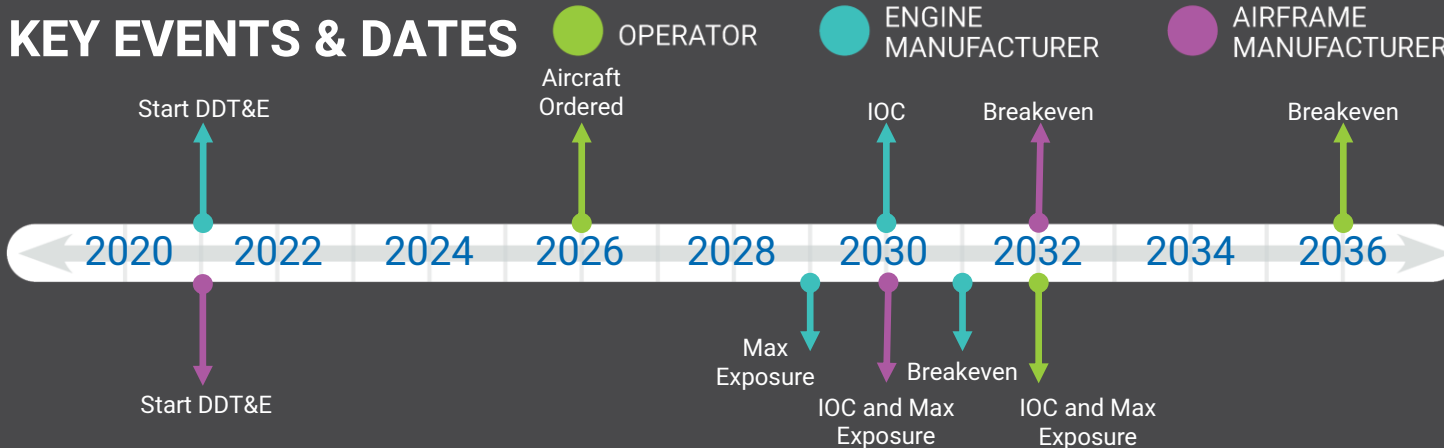 KEY EVENTS & DATES
OPERATOR
ENGINE
MANUFACTURER
AIRFRAME
MANUFACTURER
Start DDT&E
Aircraft
Ordered
IOC
Breakeven
Breakeven
2020
2022
2024
2026
2028
2030
2032
2034
2036
Start DDT&E
Max
Exposure
IOC and Max
Exposure
Breakeven
IOC and Max
Exposure